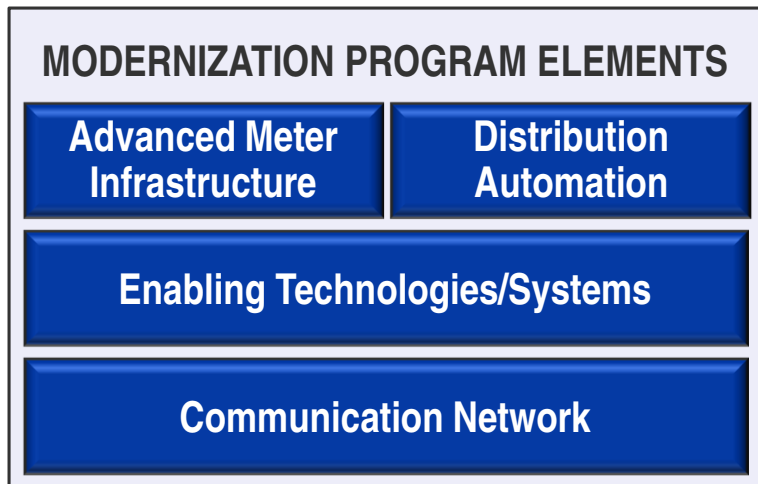 MODERNIZATION PROGRAM ELEMENTS
Advanced Meter
Infrastructure
Distribution
Automation
Enabling Technologies/Systems
Communication Network